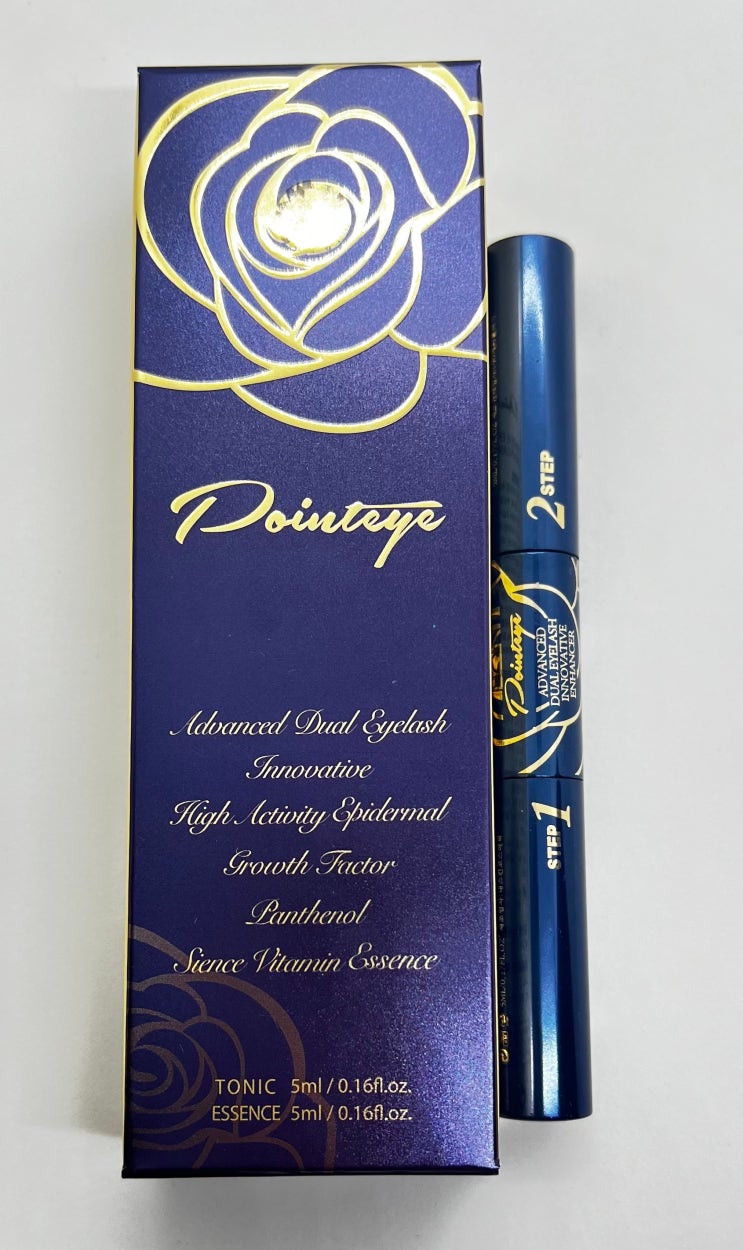 Pointeye
Advanced Dual Eyelash
Innovative
High Activity Epidermal
Growth Factor
Panthenol
Sience Vitamin Essence
TONIC 5ml / 0.16fl.oz.
ESSENCE 5ml / 0.16fl.oz.
2 STEP
Pointeye
ADVANCED
DUAL EYELASH
INNOVATIVE
ENHANCER
STEP 1